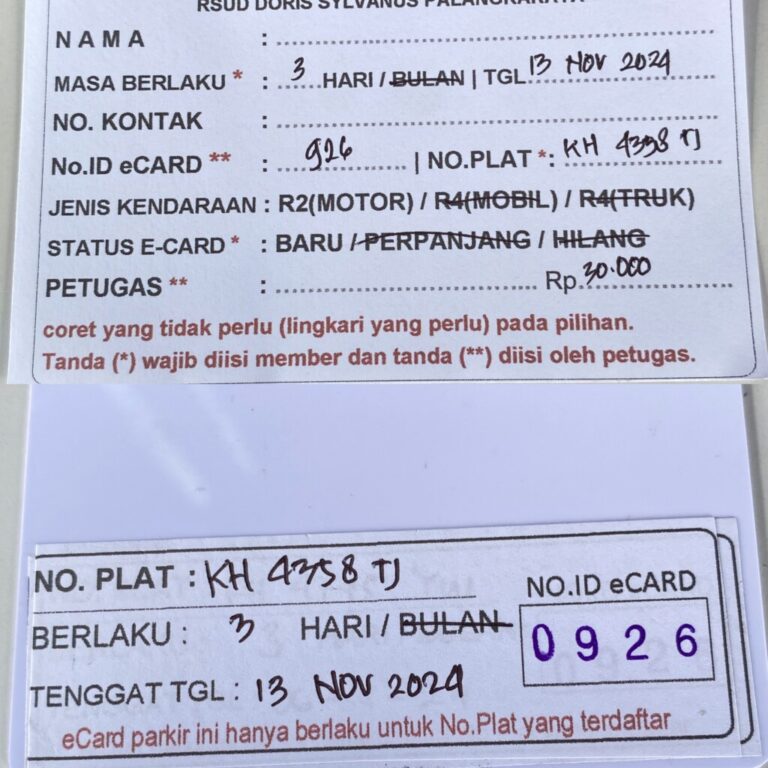 RSUD DORIS SYLVANUS PALANGKARAYA
NAMA :
MASA BERLAKU * : 3 HARI / BULAN | TGL 13 NOV 2024
NO. KONTAK :
No.ID eCARD ** : 926 | NO.PLAT *: KH 4358 TJ
JENIS KENDARAAN : R2(MOTOR) / R4(MOBIL) / R4(TRUK)
STATUS E-CARD * : BARU / PERPANJANG / HILANG
PETUGAS ** : Rp. 30.000
coret yang tidak perlu (lingkari yang perlu) pada pilihan.
Tanda (*) wajib diisi member dan tanda (**) diisi oleh petugas.
NO. PLAT : KH 4358 TJ
NO.ID eCARD
BERLAKU : 3 HARI / BULAN
0926
TENGGAT TGL : 13 NOV 2024
eCard parkir ini hanya berlaku untuk No.Plat yang terdaftar